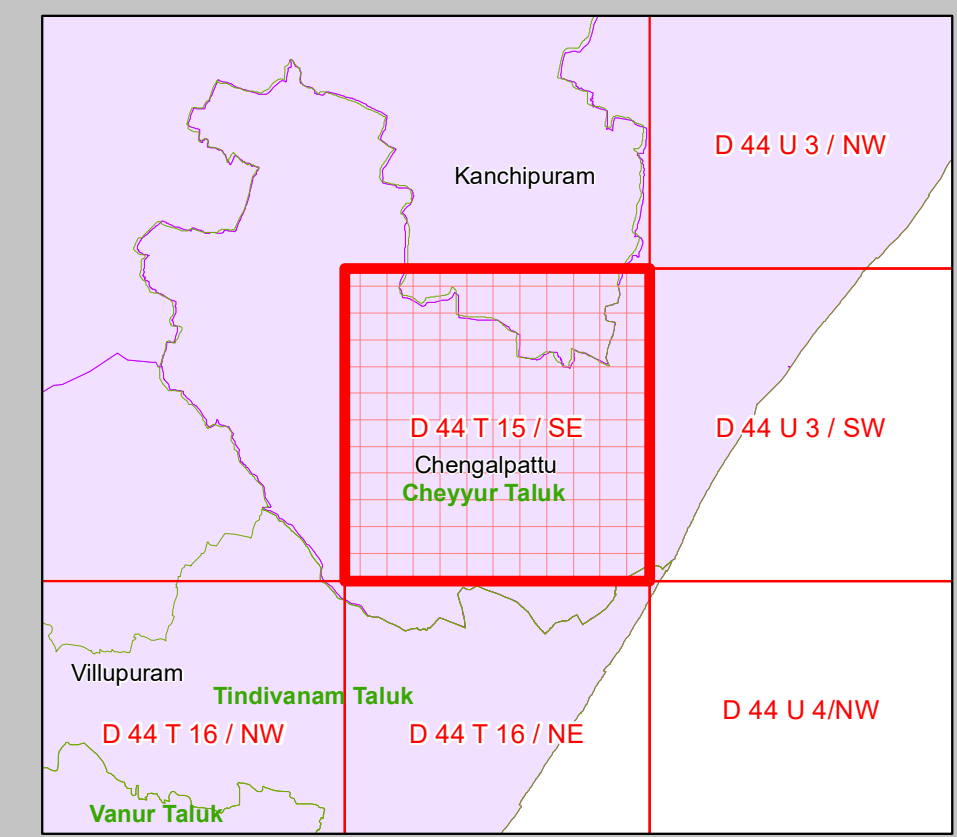 D 44 U 3 / NW
Kanchipuram
D 44 T 15 / SE
D 44 U 3 / SW
Chengalpattu
Cheyyur Taluk
Villupuram
Tindivanam Taluk
D 44 U 4/NW
D 44 T 16 / NW
D 44 T 16 / NE
Vanur Taluk